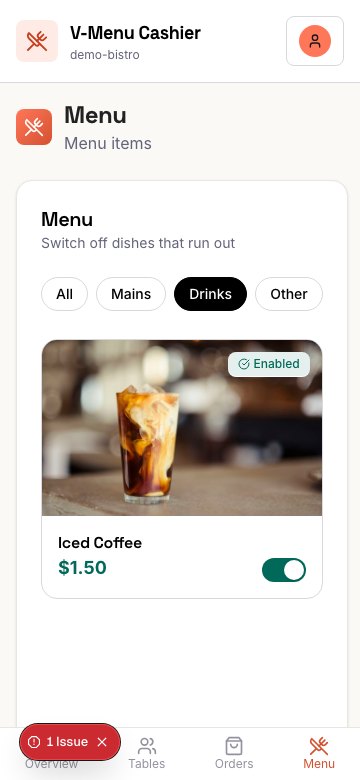 V-Menu Cashier
demo-bistro
Menu
Menu items
Menu
Switch off dishes that run out
All Mains Drinks Other
Enabled
Iced Coffee
$1.50
1 Issue
Overview Tables Orders Menu